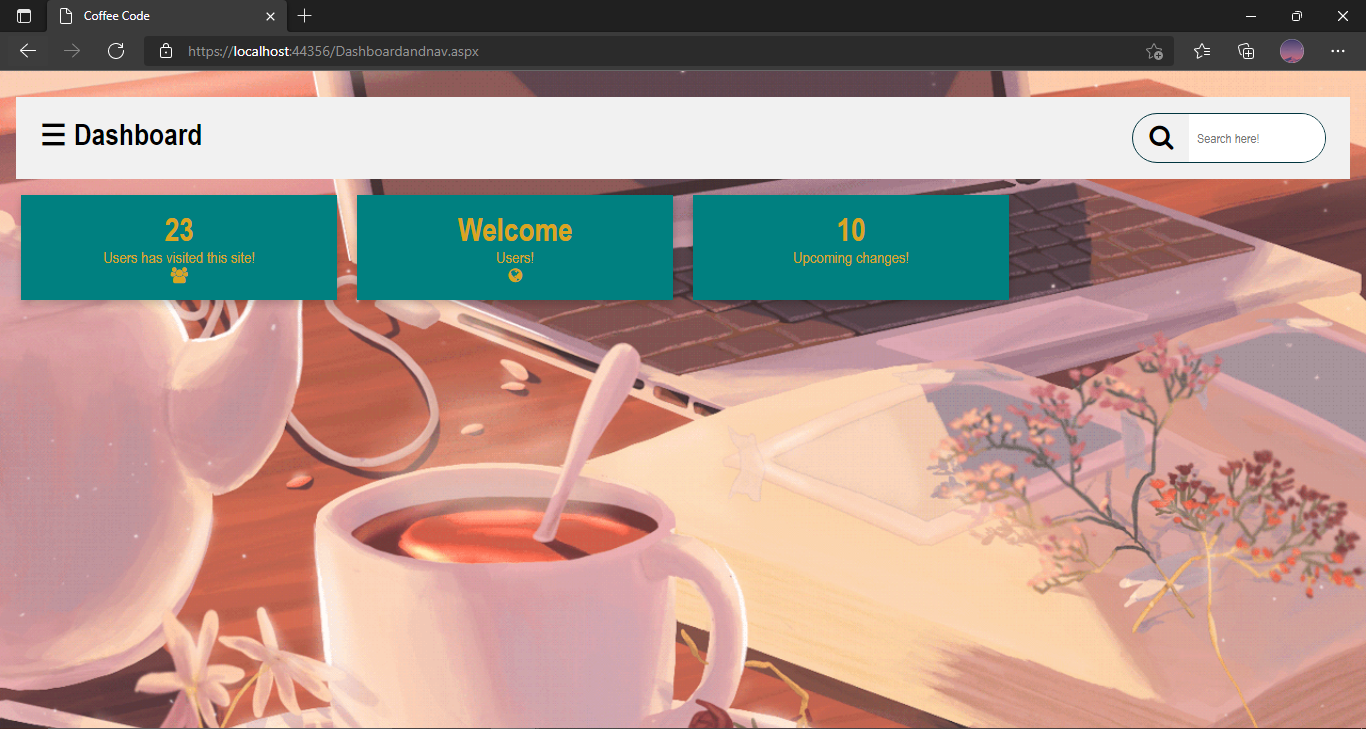 Coffee Code
https://localhost:44356/Dashboardandnav.aspx
☰ Dashboard
Search here!
23
Users has visited this site!
Welcome
Users!
10
Upcoming changes!